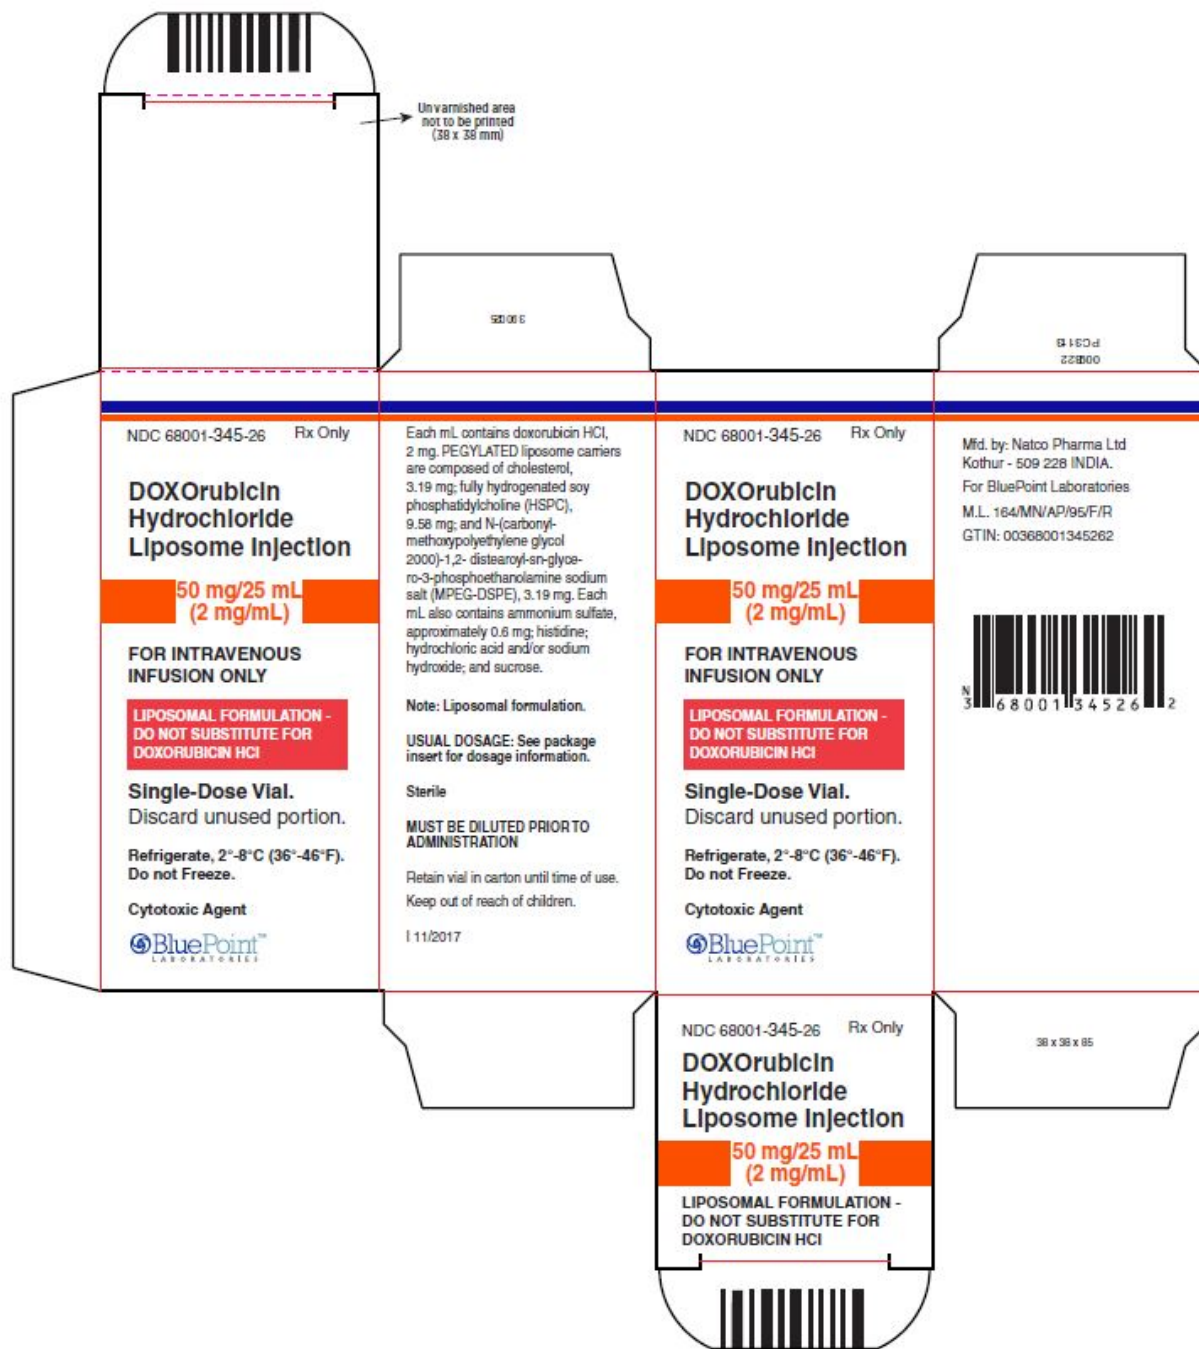 Unvarnished area
not to be printed
(38 x 38 mm)
NDC 68001-345-26 Rx Only
DOXOrubicin
Hydrochloride
Liposome Injection
50 mg/25 mL
(2 mg/mL)
FOR INTRAVENOUS
INFUSION ONLY
LIPOSOMAL FORMULATION -
DO NOT SUBSTITUTE FOR
DOXORUBICIN HCl
Single-Dose Vial.
Discard unused portion.
Refrigerate, 2°-8°C (36°-46°F).
Do not Freeze.
Cytotoxic Agent
BluePoint™
LABORATORIES
Each mL contains doxorubicin HCl,
2 mg. PEGYLATED liposome carriers
are composed of cholesterol,
3.19 mg; fully hydrogenated soy
phosphatidylcholine (HSPC),
9.58 mg; and N-(carbonyl-
methoxypolyethylene glycol
2000)-1,2- distearoyl-sn-glyce-
ro-3-phosphoethanolamine sodium
salt (MPEG-DSPE), 3.19 mg. Each
mL also contains ammonium sulfate,
approximately 0.6 mg; histidine;
hydrochloric acid and/or sodium
hydroxide; and sucrose.
Note: Liposomal formulation.
USUAL DOSAGE: See package
insert for dosage information.
Sterile
MUST BE DILUTED PRIOR TO
ADMINISTRATION
Retain vial in carton until time of use.
Keep out of reach of children.
I 11/2017
NDC 68001-345-26 Rx Only
DOXOrubicin
Hydrochloride
Liposome Injection
50 mg/25 mL
(2 mg/mL)
FOR INTRAVENOUS
INFUSION ONLY
LIPOSOMAL FORMULATION -
DO NOT SUBSTITUTE FOR
DOXORUBICIN HCl
Single-Dose Vial.
Discard unused portion.
Refrigerate, 2°-8°C (36°-46°F).
Do not Freeze.
Cytotoxic Agent
BluePoint™
LABORATORIES
Mfd. by: Natco Pharma Ltd
Kothur - 509 228 INDIA.
For BluePoint Laboratories
M.L. 164/MN/AP/95/F/R
GTIN: 00368001345262
N
3 68001 34526 2
NDC 68001-345-26 Rx Only
DOXOrubicin
Hydrochloride
Liposome Injection
50 mg/25 mL
(2 mg/mL)
LIPOSOMAL FORMULATION -
DO NOT SUBSTITUTE FOR
DOXORUBICIN HCl
38 x 38 x 85